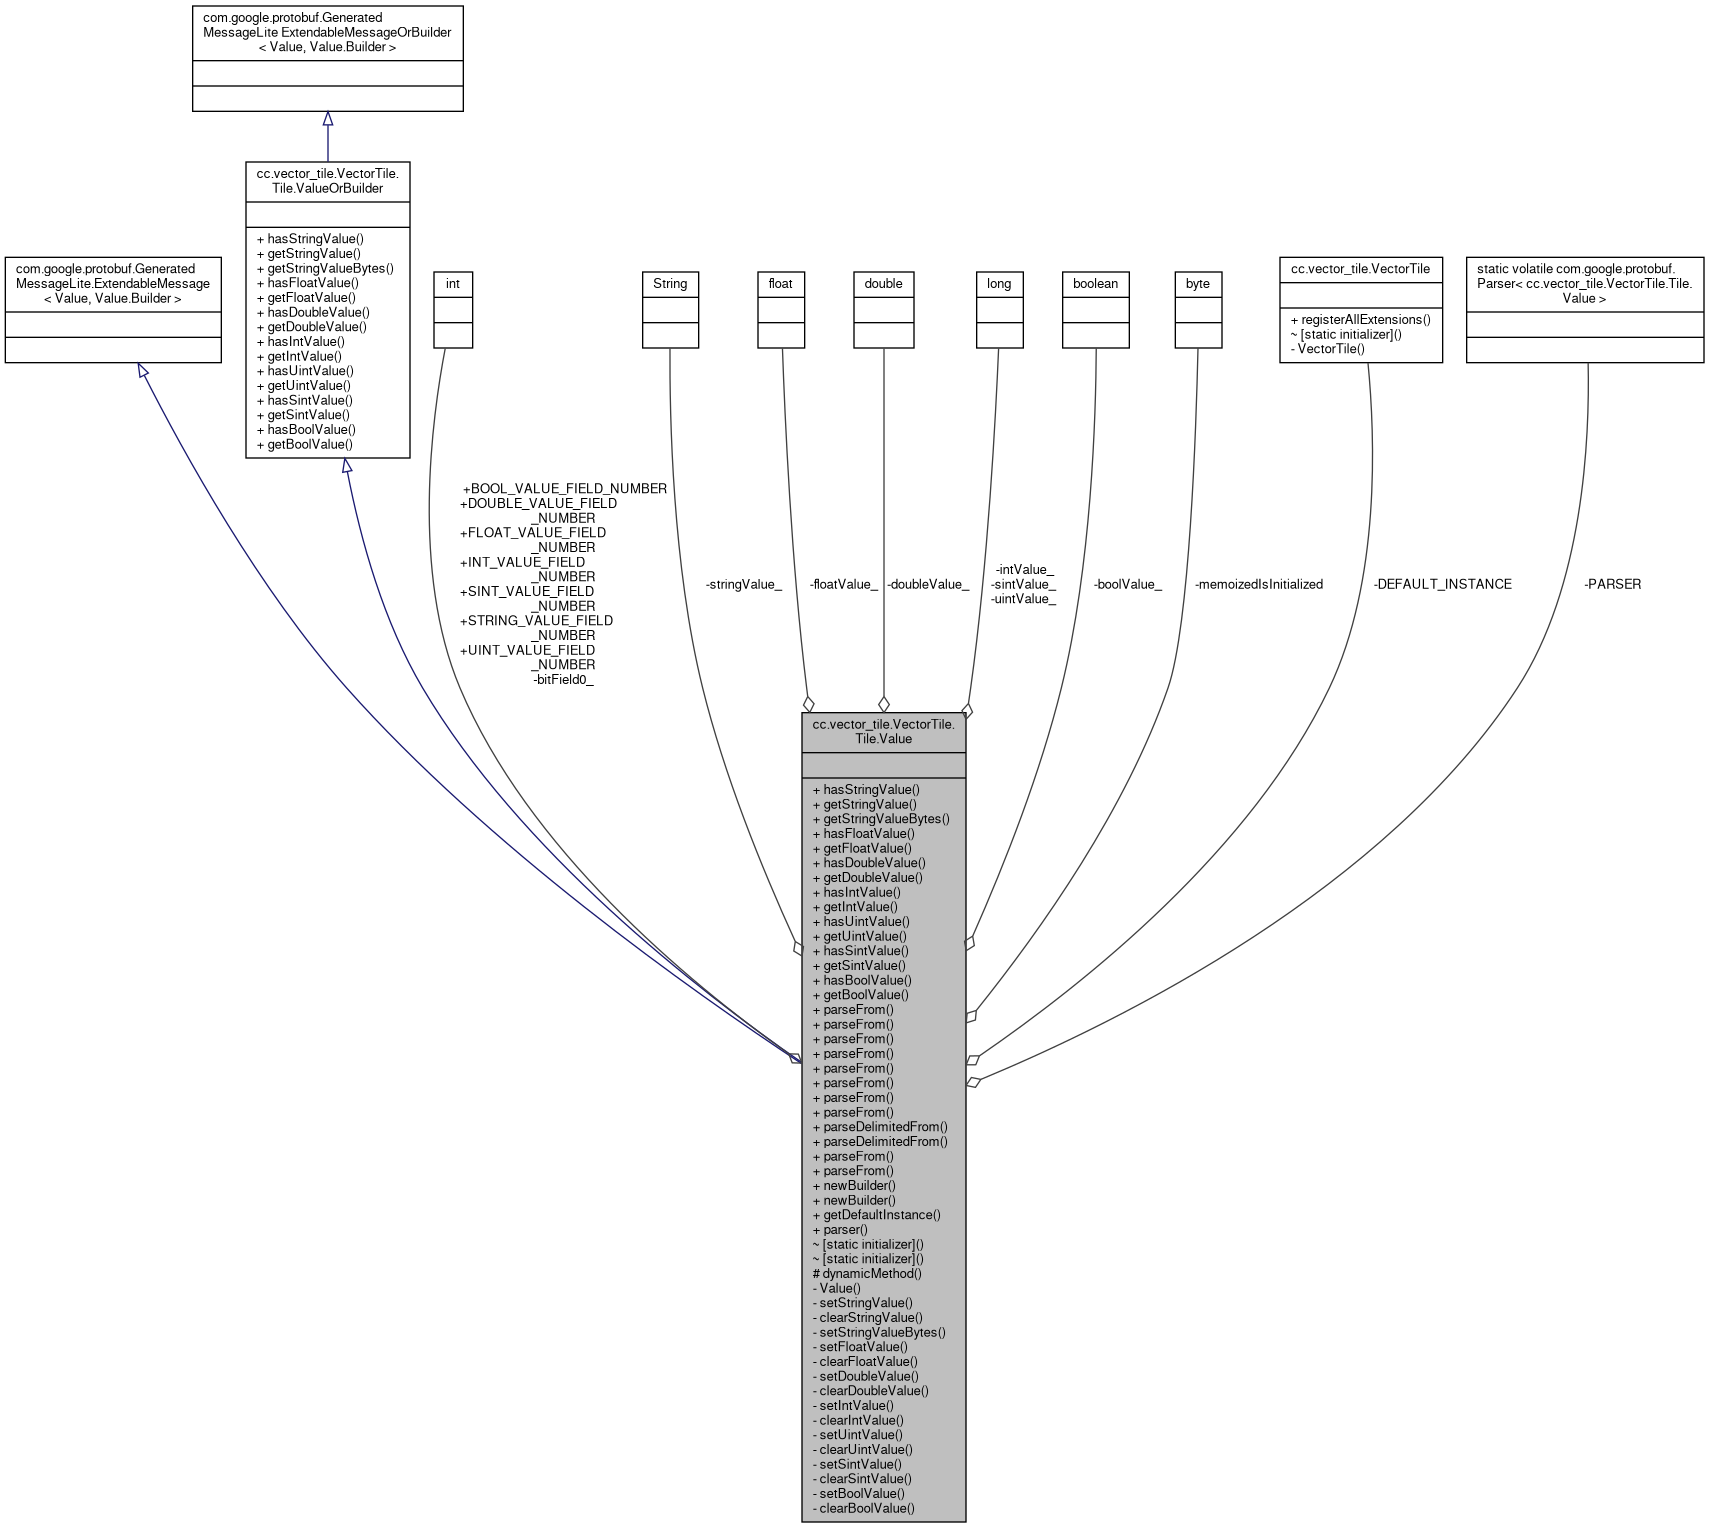 com.google.protobuf.Generated
MessageLite ExtendableMessageOrBuilder
< Value, Value.Builder >
cc.vector_tile.VectorTile.
Tile.ValueOrBuilder
+ hasStringValue()
+ getStringValue()
+ getStringValueBytes()
+ hasFloatValue()
+ getFloatValue()
+ hasDoubleValue()
+ getDoubleValue()
+ hasIntValue()
+ getIntValue()
+ hasUintValue()
+ getUintValue()
+ hasSintValue()
+ getSintValue()
+ hasBoolValue()
+ getBoolValue()
com.google.protobuf.Generated
MessageLite.ExtendableMessage
< Value, Value.Builder >
int
String
float
double
long
boolean
byte
cc.vector_tile.VectorTile
+ registerAllExtensions()
~ [static initializer]()
- VectorTile()
static volatile com.google.protobuf.
Parser< cc.vector_tile.VectorTile.Tile.
Value >
+BOOL_VALUE_FIELD_NUMBER
+DOUBLE_VALUE_FIELD
_NUMBER
+FLOAT_VALUE_FIELD
_NUMBER
+INT_VALUE_FIELD
_NUMBER
+SINT_VALUE_FIELD
_NUMBER
+STRING_VALUE_FIELD
_NUMBER
+UINT_VALUE_FIELD
_NUMBER
-bitField0_
-stringValue_
-floatValue_
-doubleValue_
-intValue_
-sintValue_
-uintValue_
-boolValue_
-memoizedIsInitialized
-DEFAULT_INSTANCE
-PARSER
cc.vector_tile.VectorTile.
Tile.Value
+ hasStringValue()
+ getStringValue()
+ getStringValueBytes()
+ hasFloatValue()
+ getFloatValue()
+ hasDoubleValue()
+ getDoubleValue()
+ hasIntValue()
+ getIntValue()
+ hasUintValue()
+ getUintValue()
+ hasSintValue()
+ getSintValue()
+ hasBoolValue()
+ getBoolValue()
+ parseFrom()
+ parseFrom()
+ parseFrom()
+ parseFrom()
+ parseFrom()
+ parseFrom()
+ parseFrom()
+ parseFrom()
+ parseDelimitedFrom()
+ parseDelimitedFrom()
+ parseFrom()
+ parseFrom()
+ newBuilder()
+ newBuilder()
+ getDefaultInstance()
+ parser()
~ [static initializer]()
~ [static initializer]()
# dynamicMethod()
- Value()
- setStringValue()
- clearStringValue()
- setStringValueBytes()
- setFloatValue()
- clearFloatValue()
- setDoubleValue()
- clearDoubleValue()
- setIntValue()
- clearIntValue()
- setUintValue()
- clearUintValue()
- setSintValue()
- clearSintValue()
- setBoolValue()
- clearBoolValue()